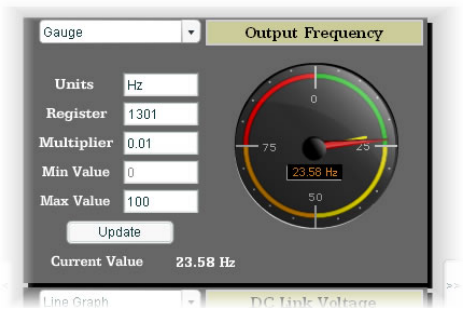 Gauge
Output Frequency
Units Hz
Register 1301
Multiplier 0.01
Min Value 0
Max Value 100
Update
Current Value 23.58 Hz
0
75 25
23.58 Hz
50
< >>
Line Graph
DC Link Voltage